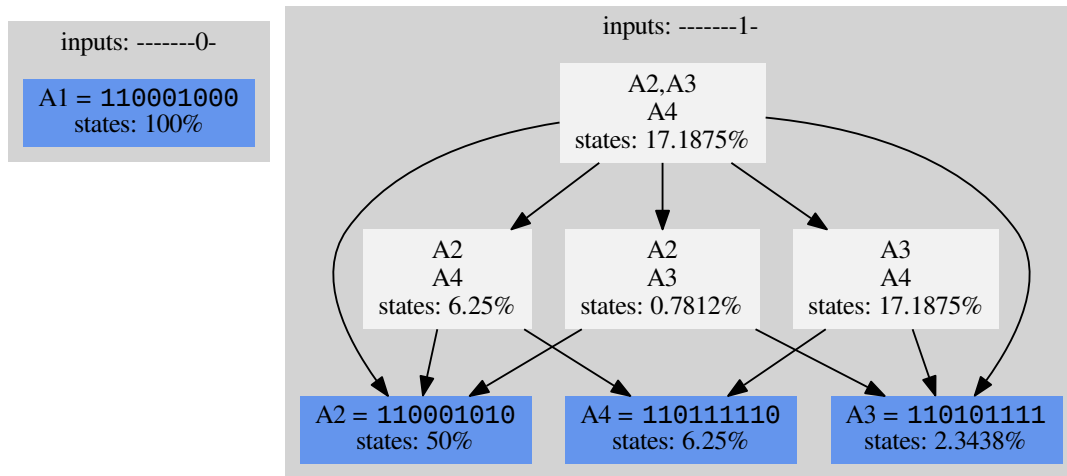 inputs: -------0-
A1 = 110001000
states: 100%
inputs: -------1-
A2,A3
A4
states: 17.1875%
A2
A4
states: 6.25%
A2
A3
states: 0.7812%
A3
A4
states: 17.1875%
A2 = 110001010
states: 50%
A4 = 110111110
states: 6.25%
A3 = 110101111
states: 2.3438%